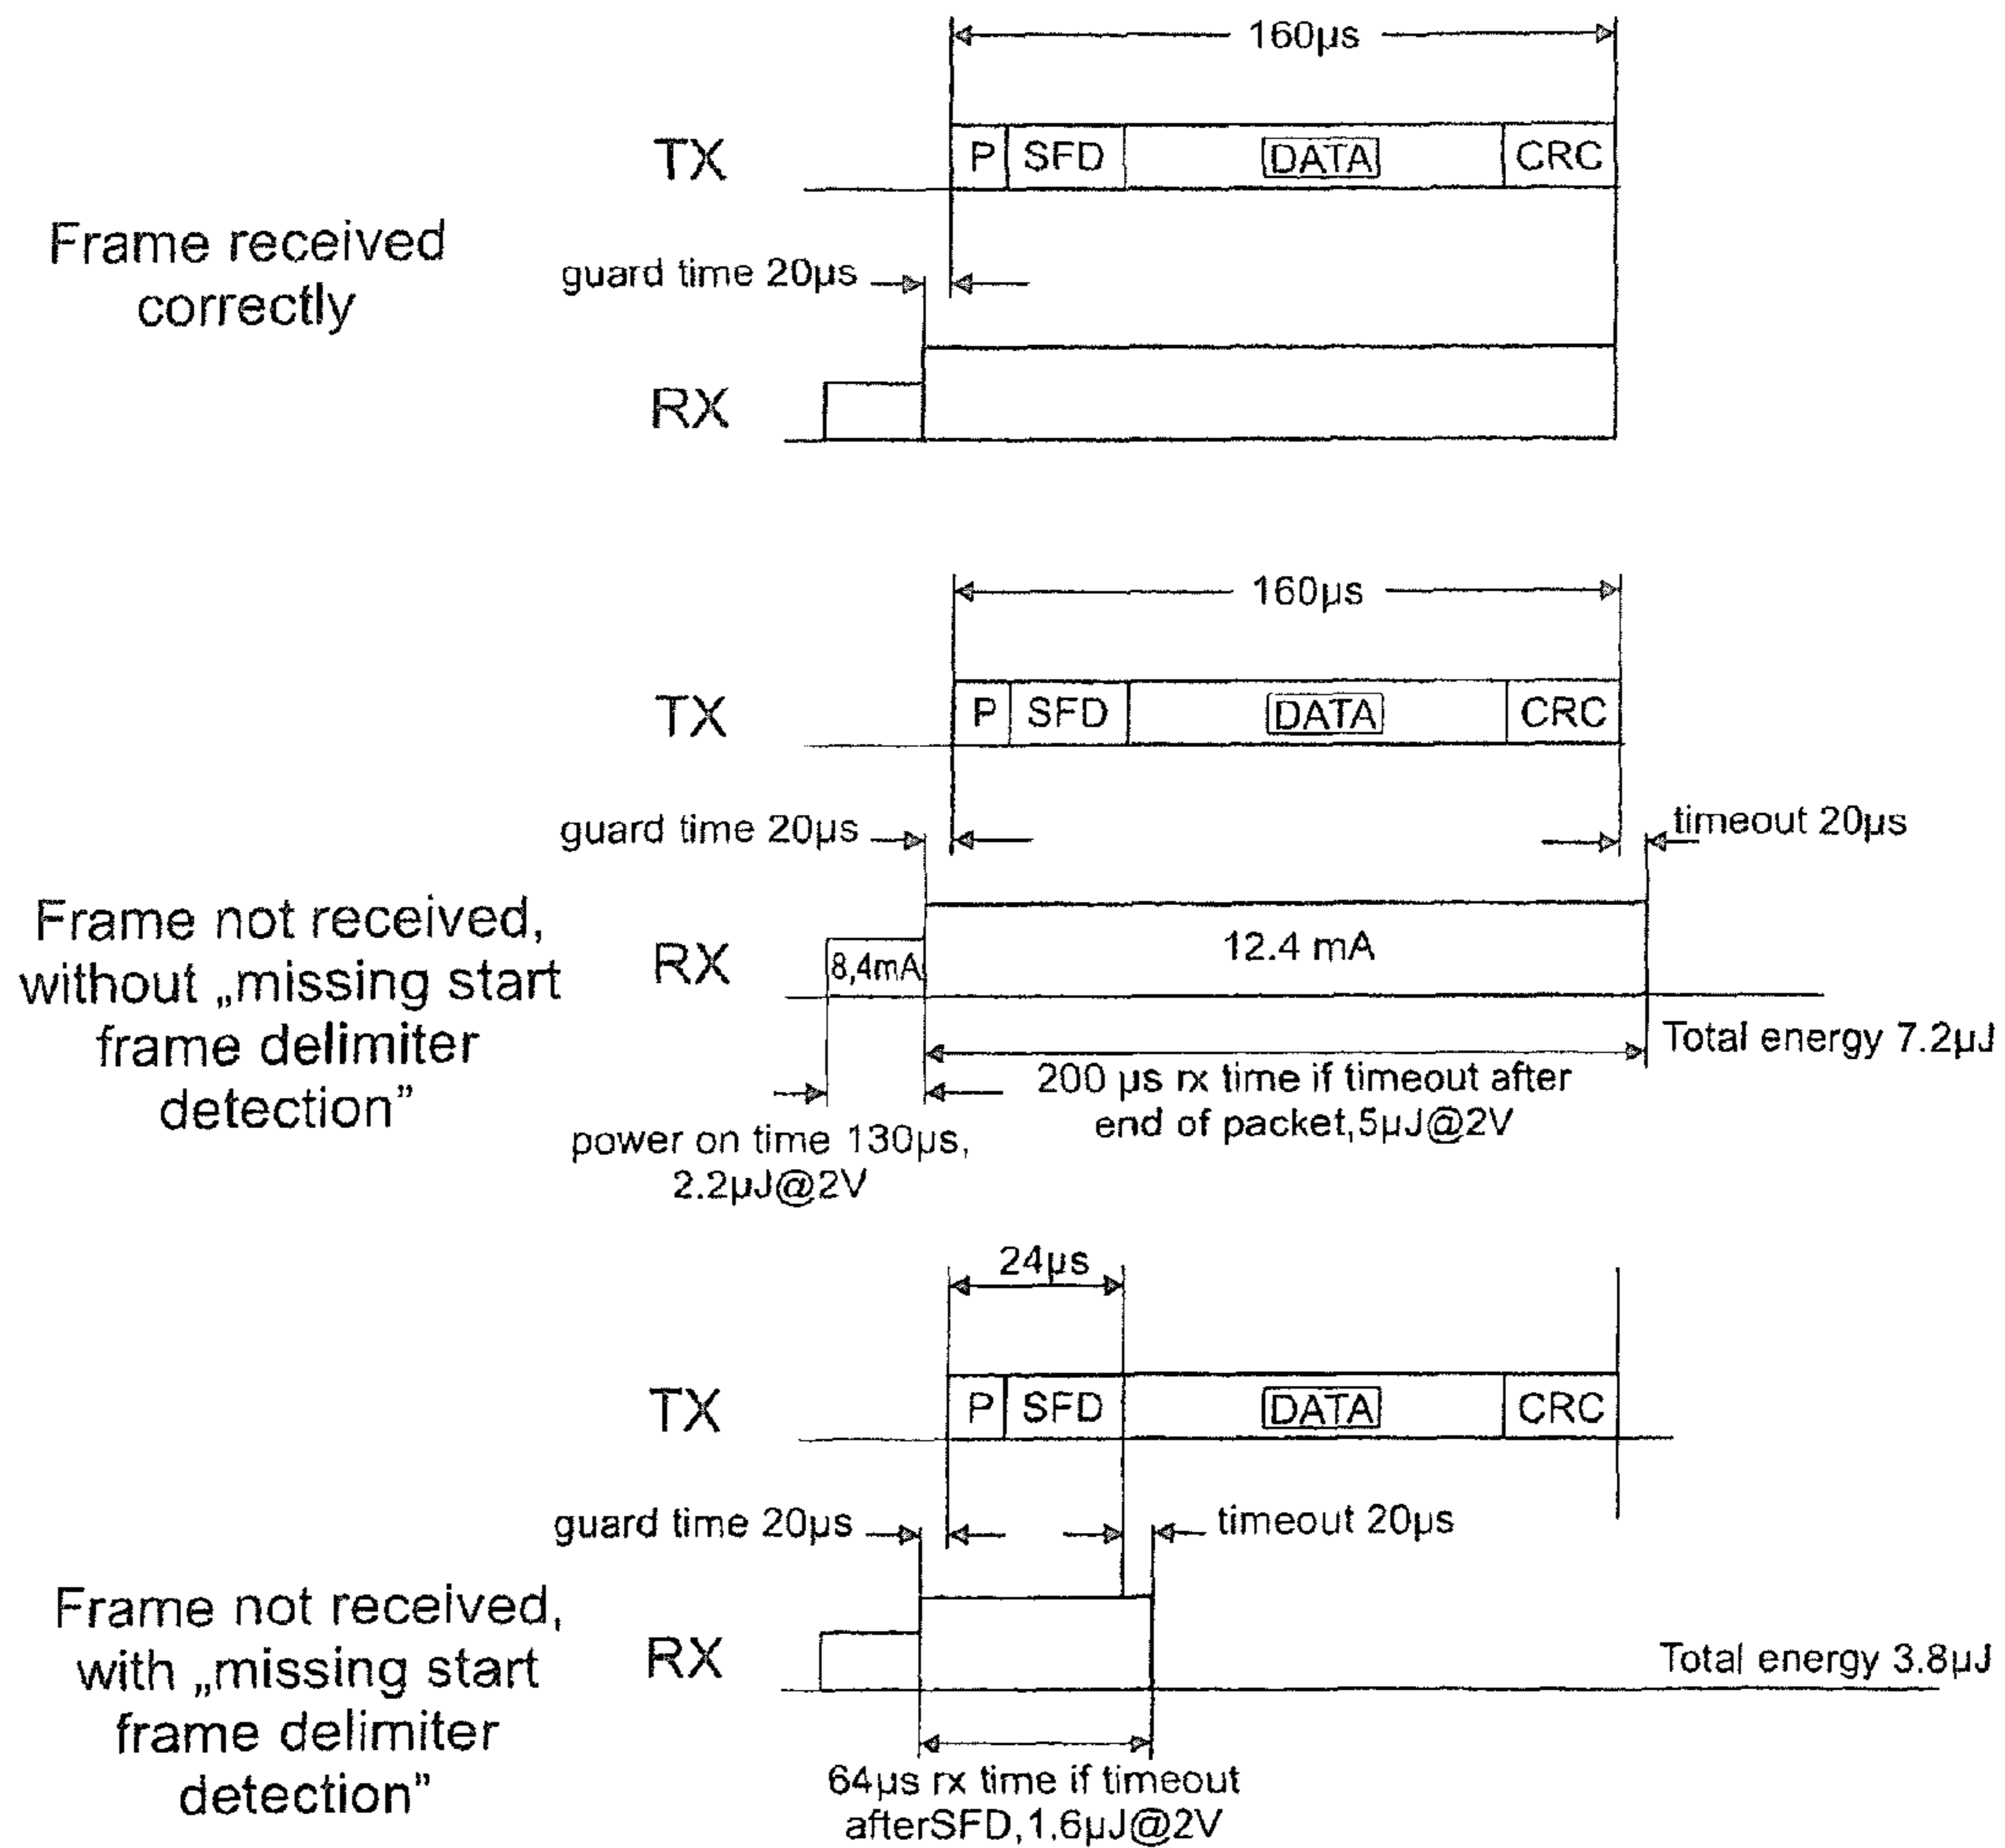 160µs
TX
P SFD DATA CRC
Frame received
correctly
guard time 20µs
RX
160µs
TX
P SFD DATA CRC
guard time 20µs
timeout 20µs
Frame not received,
without „missing start
frame delimiter
detection”
RX
8,4mA
12.4 mA
Total energy 7.2µJ
200 µs rx time if timeout after
end of packet,5µJ@2V
power on time 130µs,
2.2µJ@2V
24µs
TX
P SFD DATA CRC
guard time 20µs
timeout 20µs
Frame not received,
with „missing start
frame delimiter
detection”
RX
Total energy 3.8µJ
64µs rx time if timeout
afterSFD,1.6µJ@2V